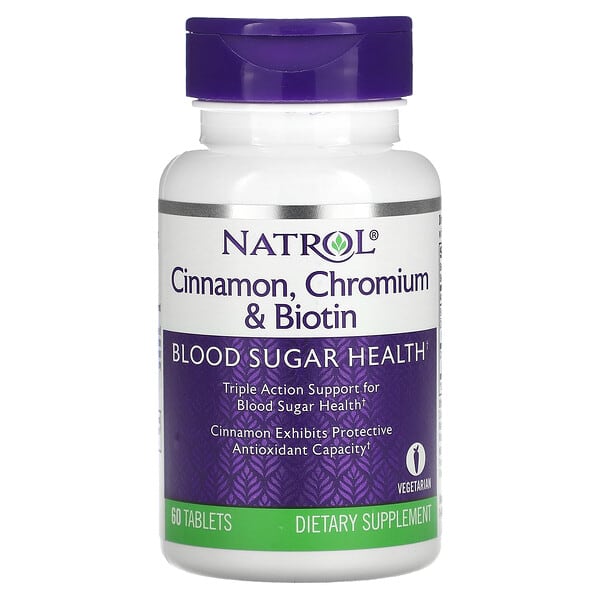 NATROL®
Cinnamon, Chromium
& Biotin
BLOOD SUGAR HEALTH†
Triple Action Support for
Blood Sugar Health†
Cinnamon Exhibits Protective
Antioxidant Capacity†
VEGETARIAN
60 TABLETS DIETARY SUPPLEMENT